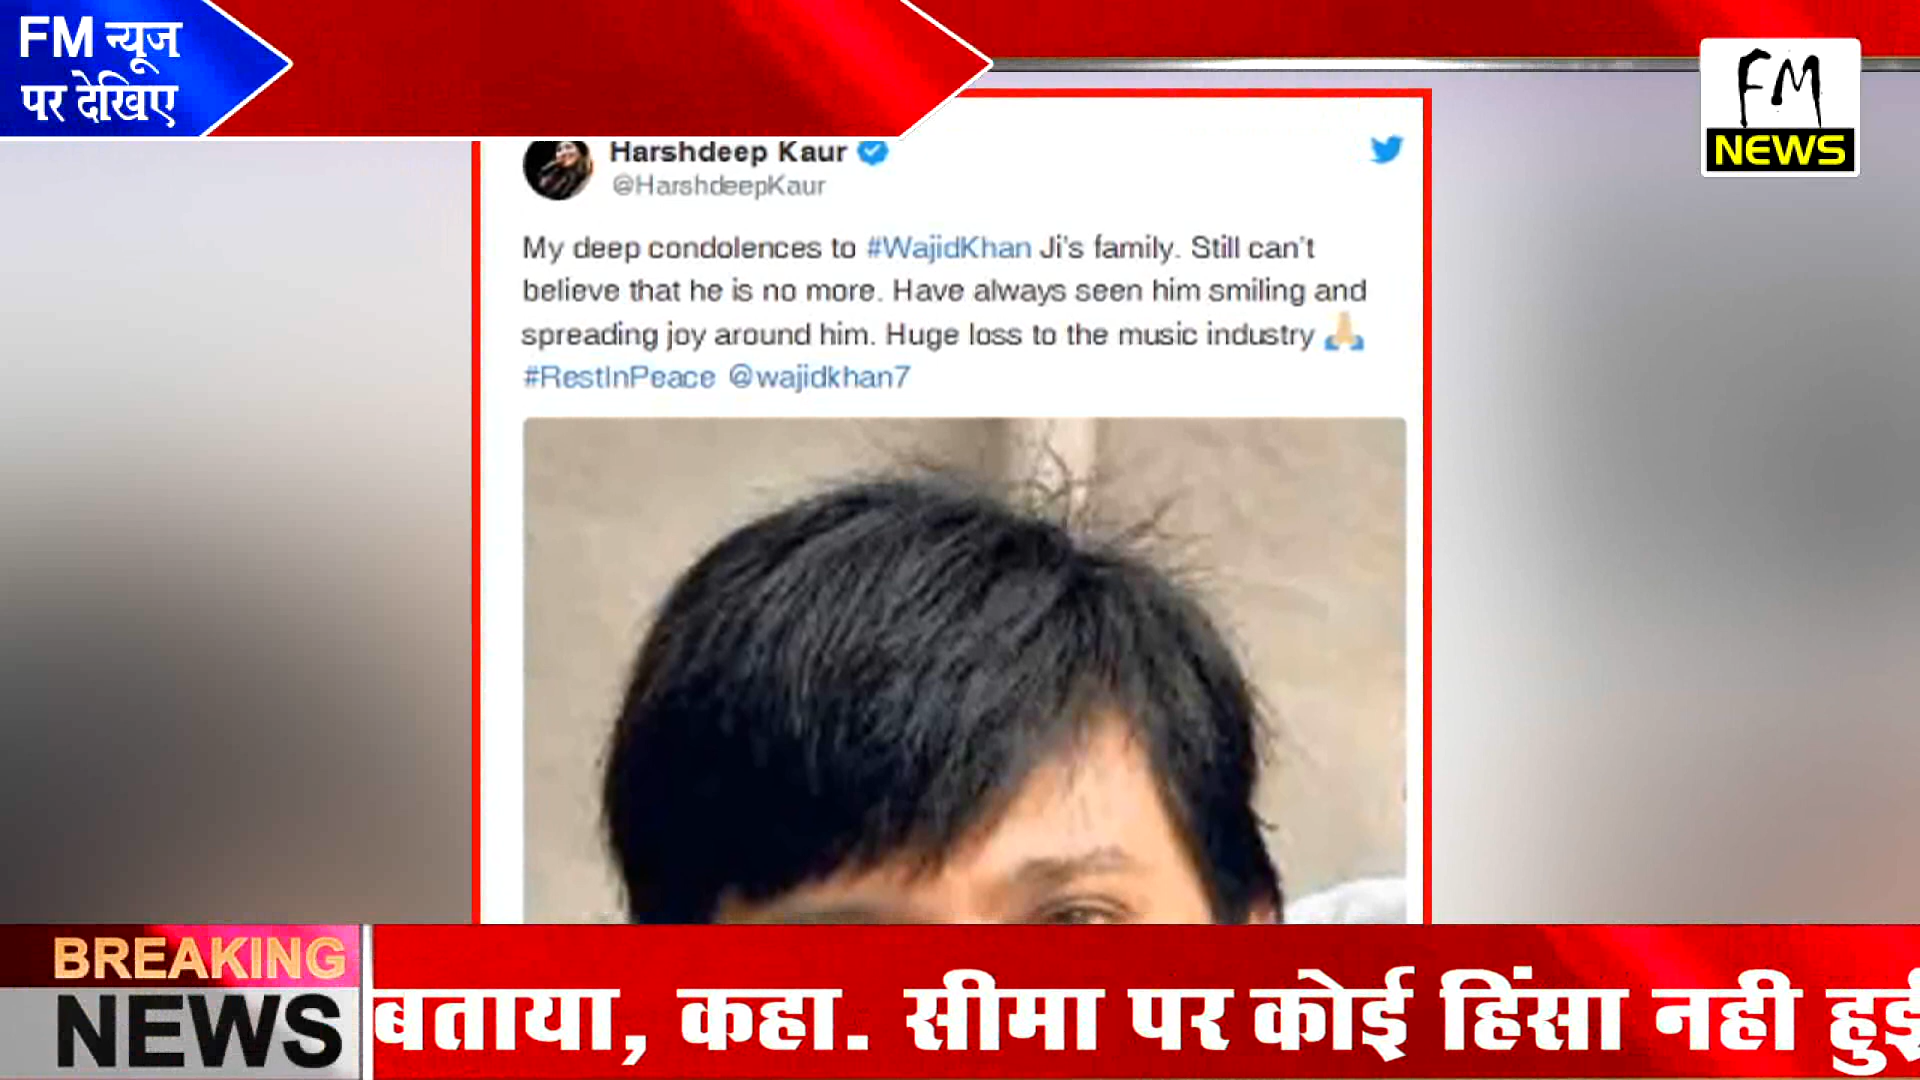 FM न्यूज
पर देखिए
FM
NEWS
Harshdeep Kaur
@HarshdeepKaur
My deep condolences to #WajidKhan Ji's family. Still can't
believe that he is no more. Have always seen him smiling and
spreading joy around him. Huge loss to the music industry 🙏🏼
#RestInPeace @wajidkhan7
BREAKING
NEWS
बताया, कहा. सीमा पर कोई हिंसा नही हुई